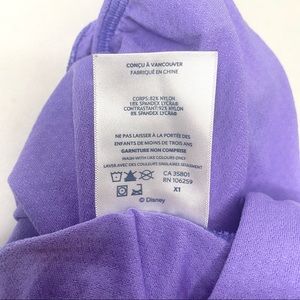 CONÇU À VANCOUVER
FABRIQUÉ EN CHINE
CORPS: 82% NYLON
18% SPANDEX LYCRA®
CONTRASTANT: 92% NYLON
8% SPANDEX LYCRA®
NE PAS LAISSER À LA PORTÉE DES
ENFANTS DE MOINS DE TROIS ANS
GARNITURE NON COMPRISE
WASH WITH LIKE COLOURS ONLY
LAVER AVEC DES COULEURS SIMILAIRES SEULEMENT
CA 35801
RN 106259
X1
© Disney